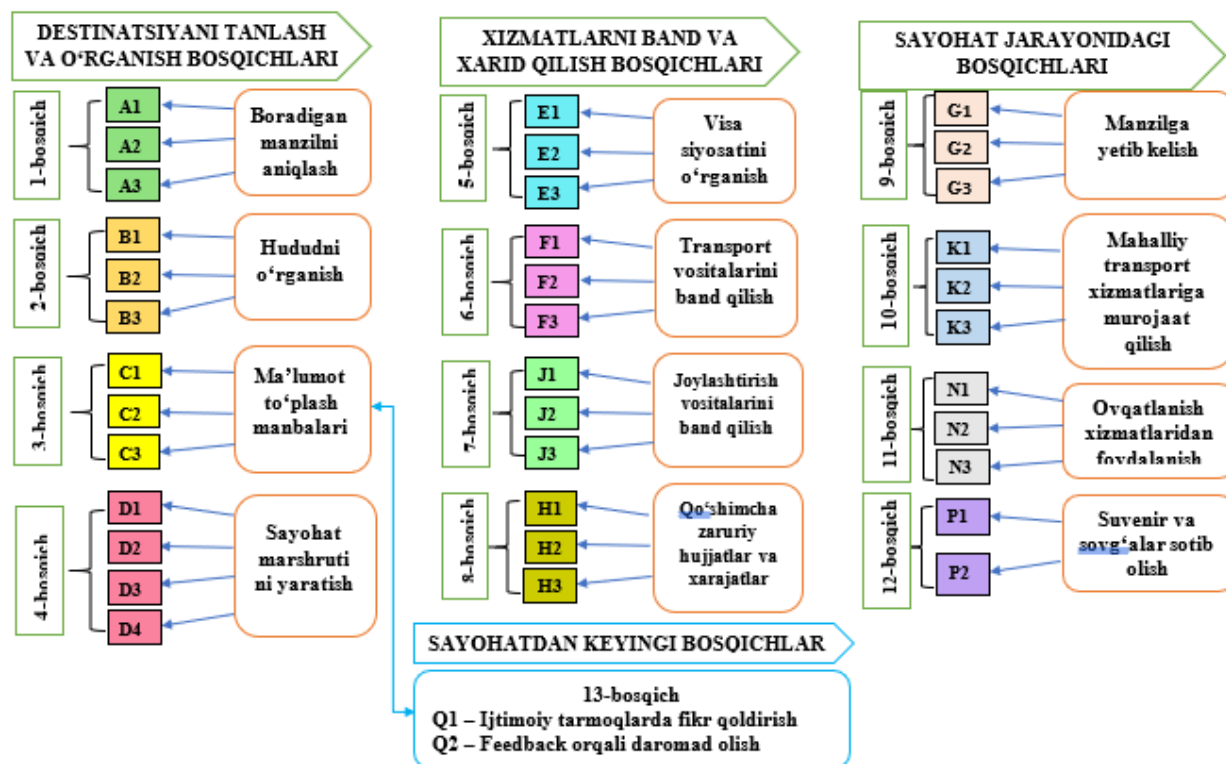 DESTINATSIYANI TANLASH
VA O‘RGANISH BOSQICHLARI
1-bosqich
A1
A2
A3
Boradigan
manzilni
aniqlash
2-bosqich
B1
B2
B3
Hududni
o‘rganish
3-bosqich
C1
C2
C3
Ma’lumot
to‘plash
manbalari
4-bosqich
D1
D2
D3
D4
Sayohat
marshruti
ni yaratish
XIZMATLARNI BAND VA
XARID QILISH BOSQICHLARI
5-bosqich
E1
E2
E3
Visa
siyosatini
o‘rganish
6-bosqich
F1
F2
F3
Transport
vositalarini
band qilish
7-bosqich
J1
J2
J3
Joylashtirish
vositalarini
band qilish
8-bosqich
H1
H2
H3
Qo‘shimcha
zaruriy
hujjatlar va
xarajatlar
SAYOHAT JARAYONIDAGI
BOSQICHLARI
9-bosqich
G1
G2
G3
Manzilga
yetib kelish
10-bosqich
K1
K2
K3
Mahalliy
transport
xizmatlariga
murojaat
qilish
11-bosqich
N1
N2
N3
Ovqatlanish
xizmatlaridan
foydalanish
12-bosqich
P1
P2
Suvenir va
sovg‘alar sotib
olish
SAYOHATDAN KEYINGI BOSQICHLAR
13-bosqich
Q1 – Ijtimoiy tarmoqlarda fikr qoldirish
Q2 – Feedback orqali daromad olish